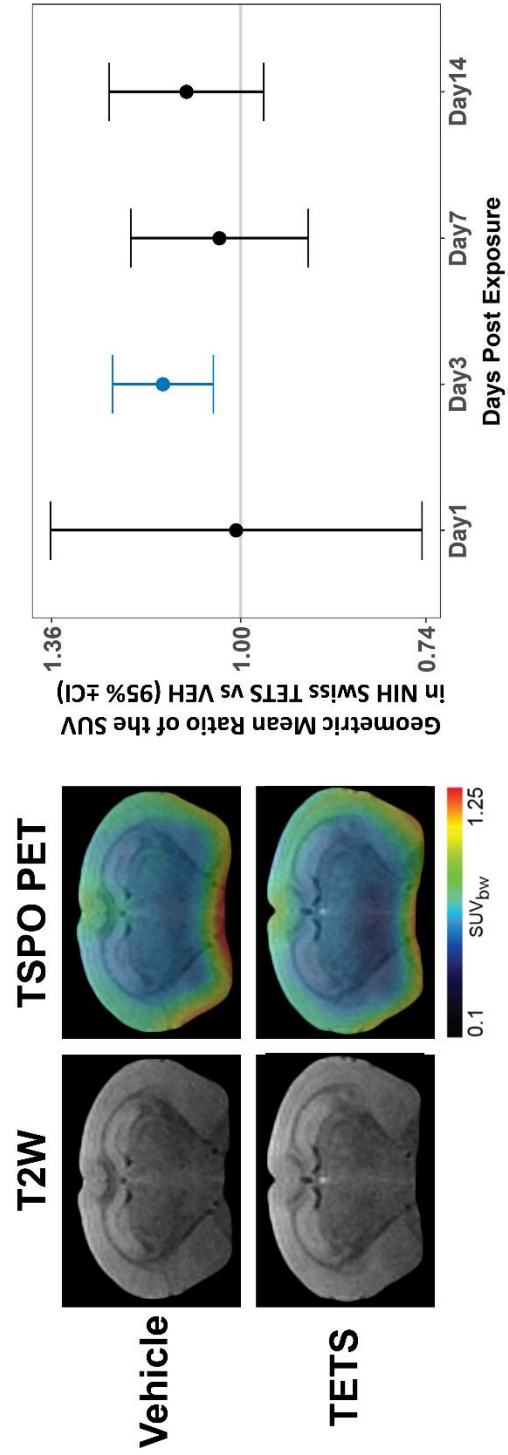 T2W
TSPO PET
Vehicle
TETS
0.1
SUVbw
1.25
Geometric Mean Ratio of the SUV
in NIH Swiss TETS vs VEH (95% ±CI)
1.36
1.00
0.74
Day1
Day3
Day7
Day14
Days Post Exposure